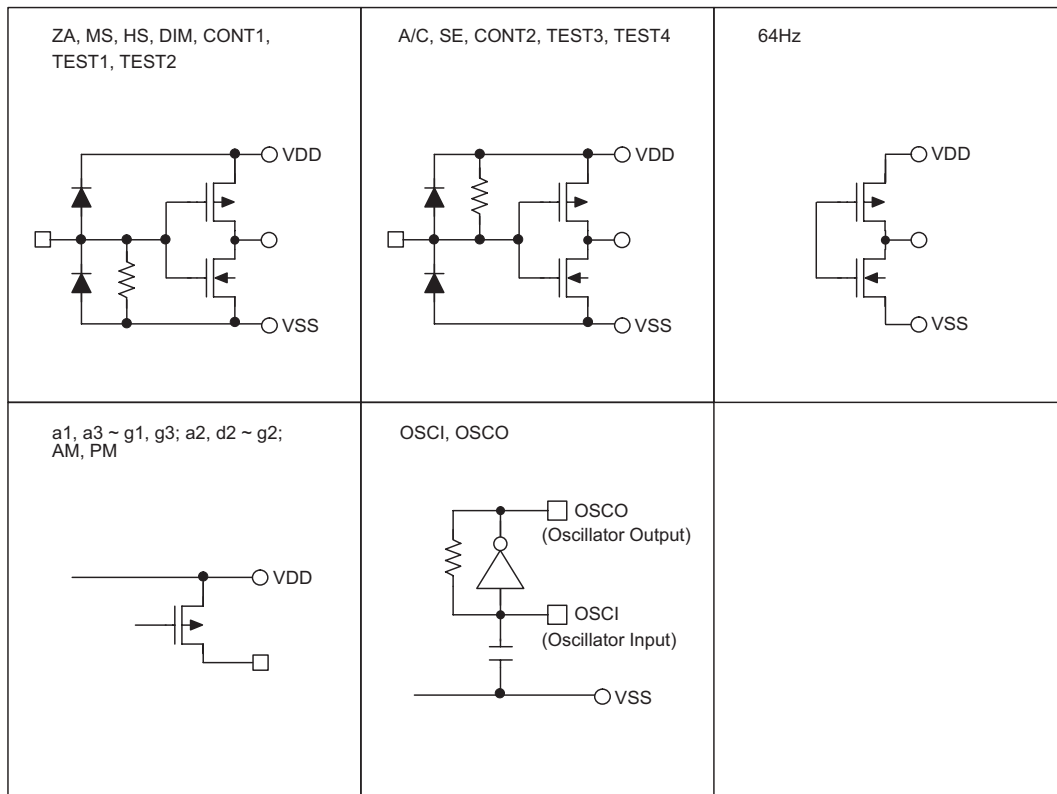 ZA, MS, HS, DIM, CONT1,
TEST1, TEST2
VDD
VSS
A/C, SE, CONT2, TEST3, TEST4
VDD
VSS
64Hz
VDD
VSS
a1, a3 ~ g1, g3; a2, d2 ~ g2;
AM, PM
VDD
OSCI, OSCO
OSCO
(Oscillator Output)
OSCI
(Oscillator Input)
VSS